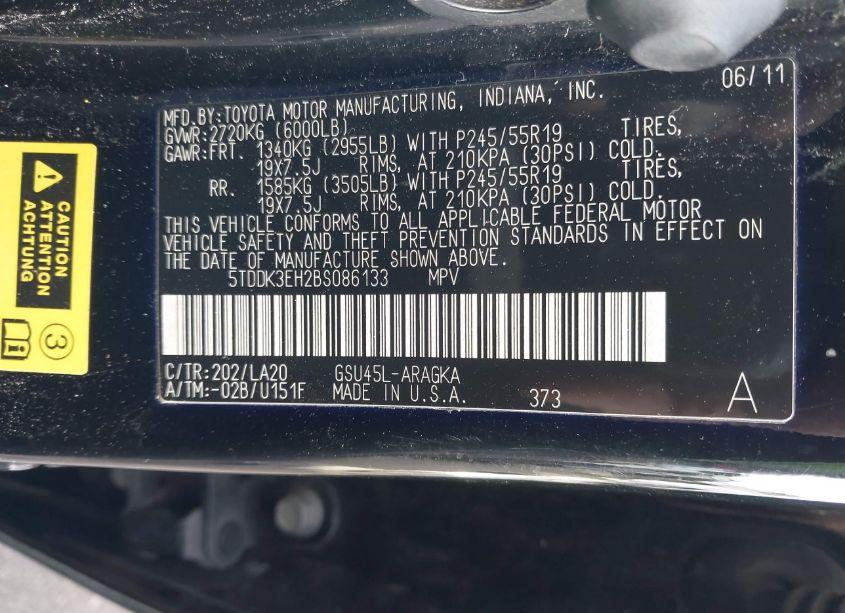 CAUTION
ATTENTION
ACHTUNG
3
06/11
MFD.BY:TOYOTA MOTOR MANUFACTURING, INDIANA, INC.
GVWR:2720KG (6000LB)
GAWR:FRT. 1340KG (2955LB) WITH P245/55R19 TIRES,
19X7.5J RIMS, AT 210KPA (30PSI) COLD.
RR. 1585KG (3505LB) WITH P245/55R19 TIRES,
19X7.5J RIMS, AT 210KPA (30PSI) COLD.
THIS VEHICLE CONFORMS TO ALL APPLICABLE FEDERAL MOTOR
VEHICLE SAFETY AND THEFT PREVENTION STANDARDS IN EFFECT ON
THE DATE OF MANUFACTURE SHOWN ABOVE.
5TDDK3EH2BS086133 MPV
C/TR:202/LA20 GSU45L-ARAGKA
A/TM:-02B/U151F MADE IN U.S.A. 373 A